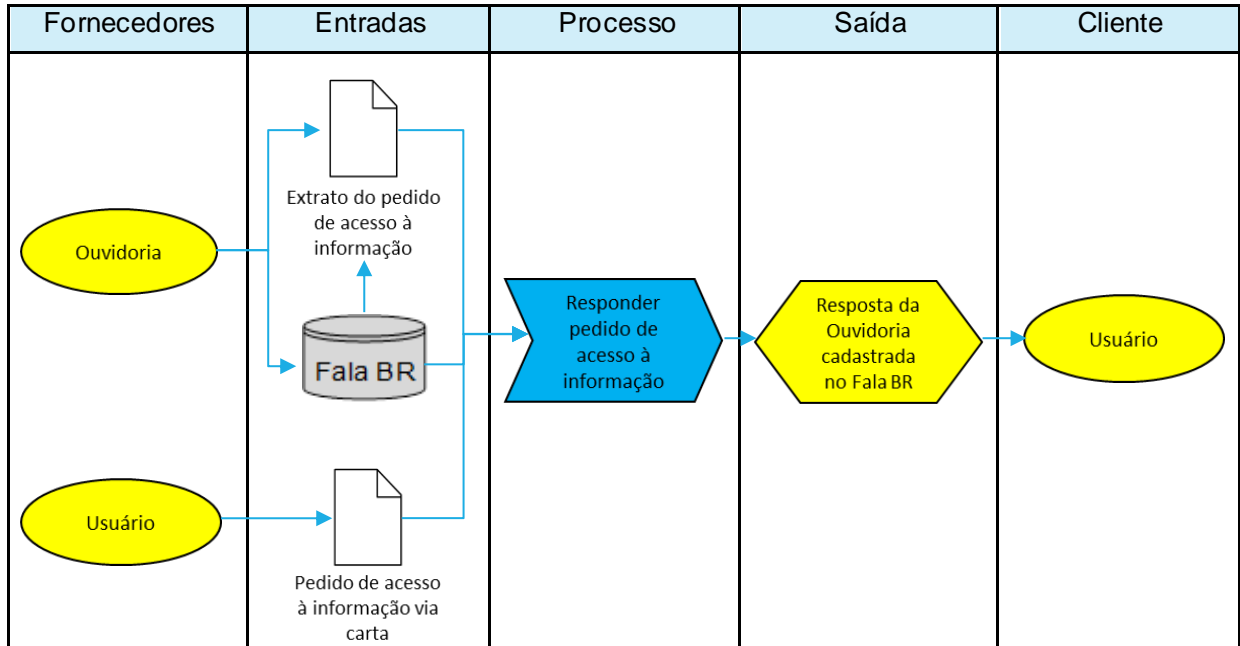 Fornecedores
Entradas
Processo
Saída
Cliente
Extrato do pedido
de acesso à
informação
Ouvidoria
Fala BR
Responder
pedido de
acesso à
informação
Resposta da
Ouvidoria
cadastrada
no Fala BR
Usuário
Usuário
Pedido de acesso
à informação via
carta